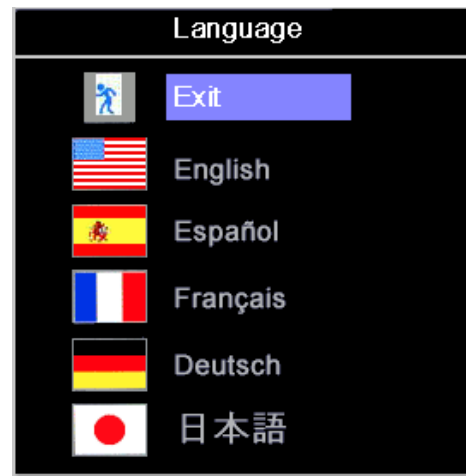 Language
Exit
English
Español
Français
Deutsch
日本語